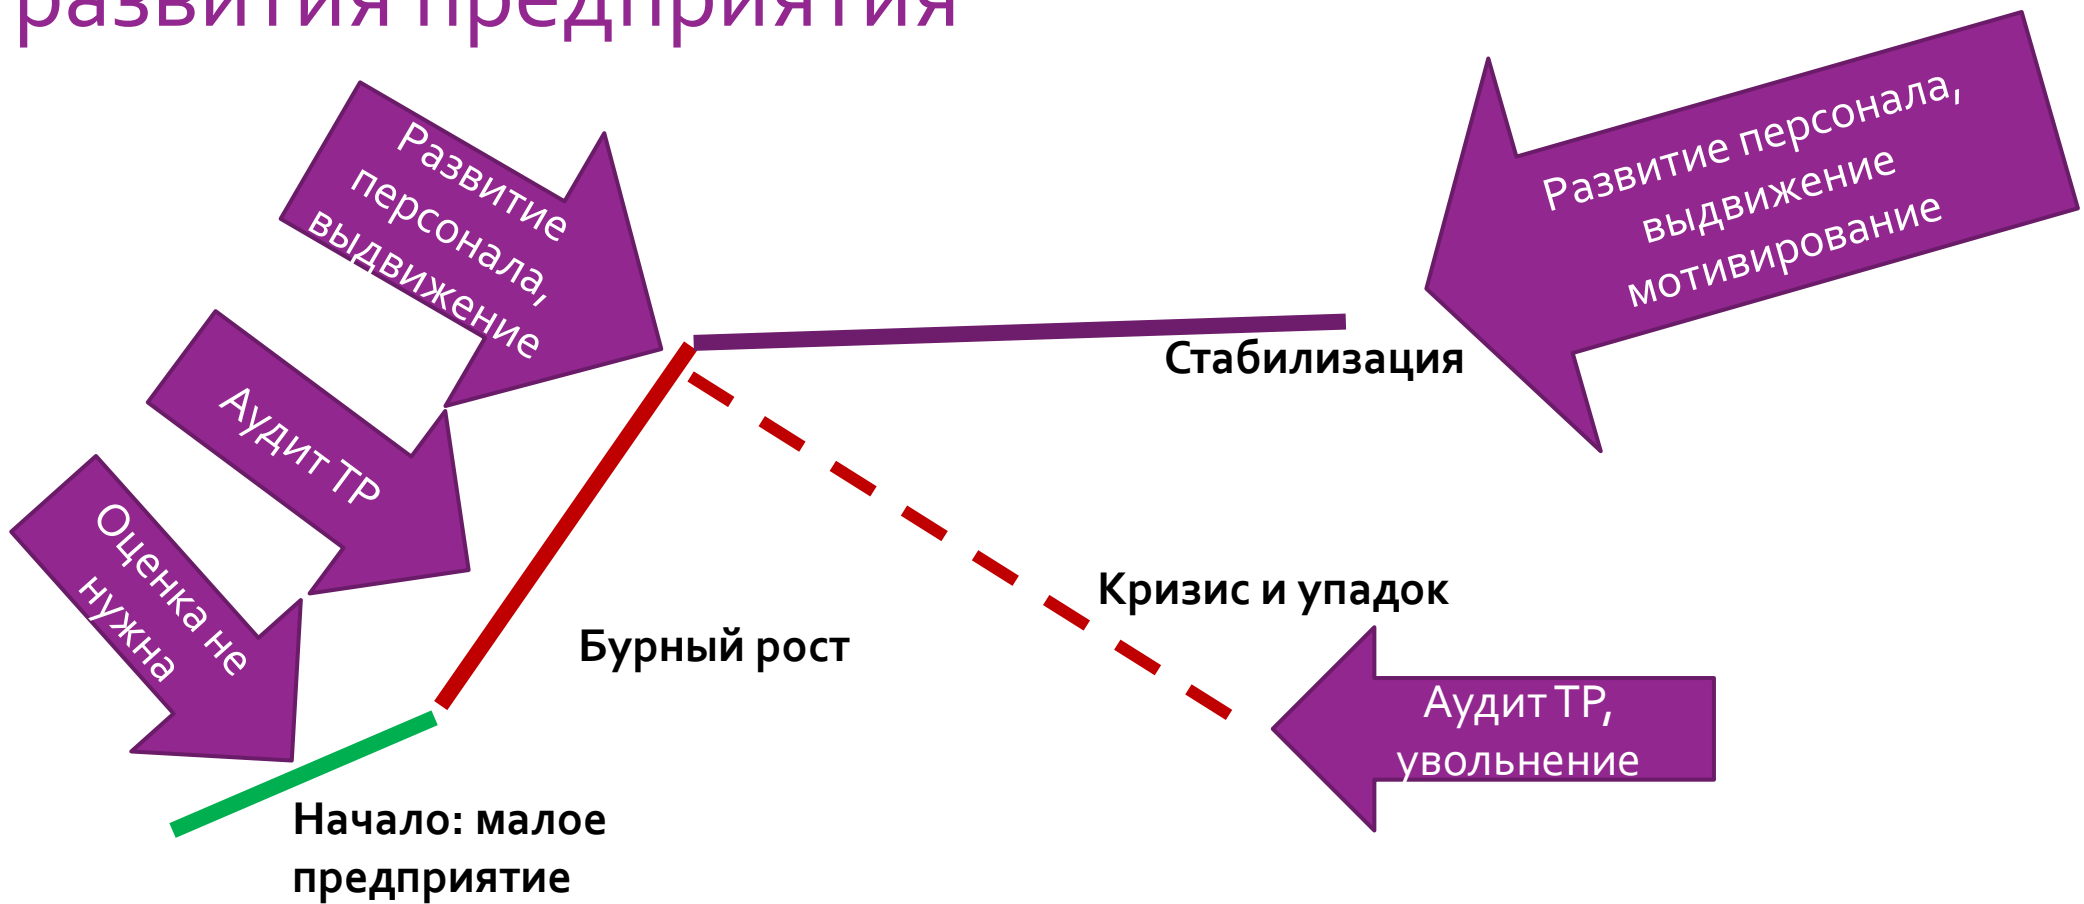 развития предприятия
Развитие
персонала,
выдвижение
Развитие персонала,
выдвижение
мотивирование
Аудит ТР
Стабилизация
Оценка не
нужна
Кризис и упадок
Бурный рост
Аудит ТР,
увольнение
Начало: малое
предприятие